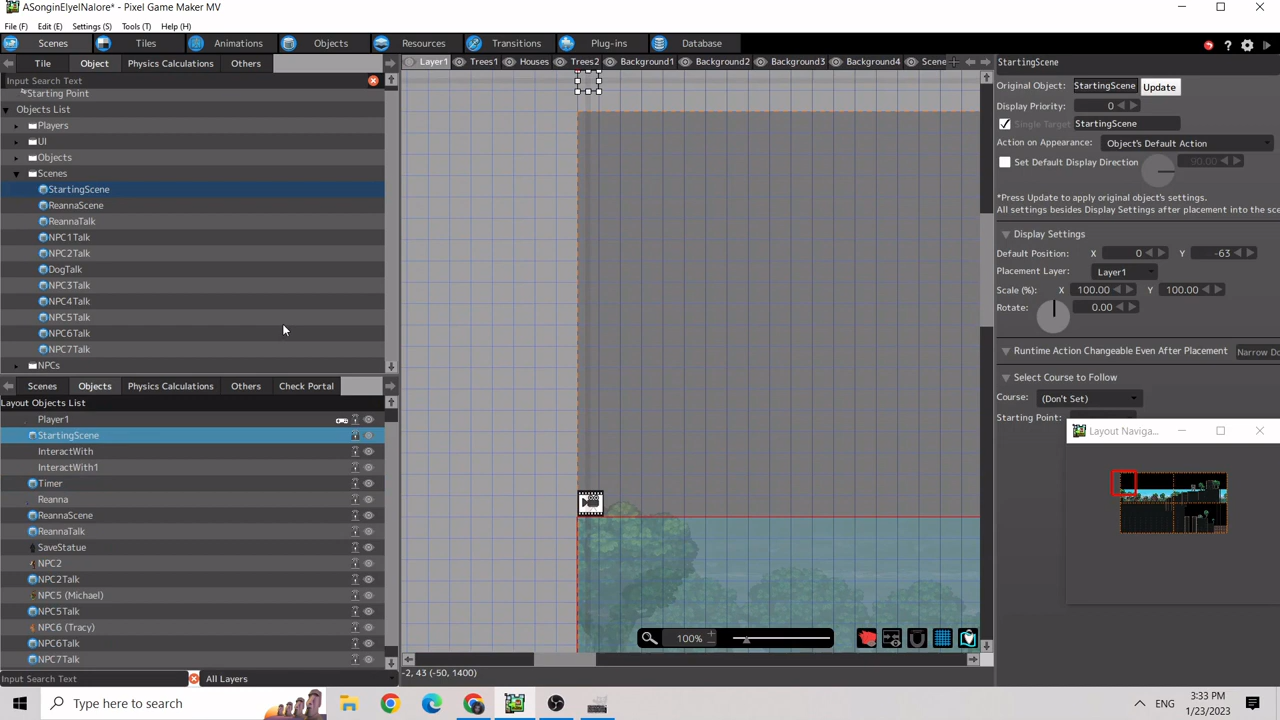 ASonginElyelNalore* - Pixel Game Maker MV
File (F) Edit (E) Settings (S) Tools (T) Help (H)
Scenes Tiles Animations Objects Resources Transitions Plug-ins Database
Tile Object Physics Calculations Others
Input Search Text
Starting Point
Objects List
Players
UI
Objects
Scenes
StartingScene
ReannaScene
ReannaTalk
NPC1Talk
NPC2Talk
DogTalk
NPC3Talk
NPC4Talk
NPC5Talk
NPC6Talk
NPC7Talk
NPCs
Scenes Objects Physics Calculations Others Check Portal
Layout Objects List
Player1
StartingScene
InteractWith
InteractWith1
Timer
Reanna
ReannaScene
ReannaTalk
SaveStatue
NPC2
NPC2Talk
NPC5 (Michael)
NPC5Talk
NPC6 (Tracy)
NPC6Talk
NPC7Talk
Input Search Text All Layers
Layer1 Trees1 Houses Trees2 Background1 Background2 Background3 Background4 Scene
100%
-2, 43 (-50, 1400)
StartingScene
Original Object: StartingScene Update
Display Priority: 0
Single Target StartingScene
Action on Appearance: Object's Default Action
Set Default Display Direction 90.00
*Press Update to apply original object's settings.
All settings besides Display Settings after placement into the sce
Display Settings
Default Position: X 0 Y -63
Placement Layer: Layer1
Scale (%): X 100.00 Y 100.00
Rotate: 0.00
Runtime Action Changeable Even After Placement Narrow Do
Select Course to Follow
Course: (Don't Set)
Starting Point:
Layout Naviga...
Type here to search
ENG
3:33 PM
1/23/2023